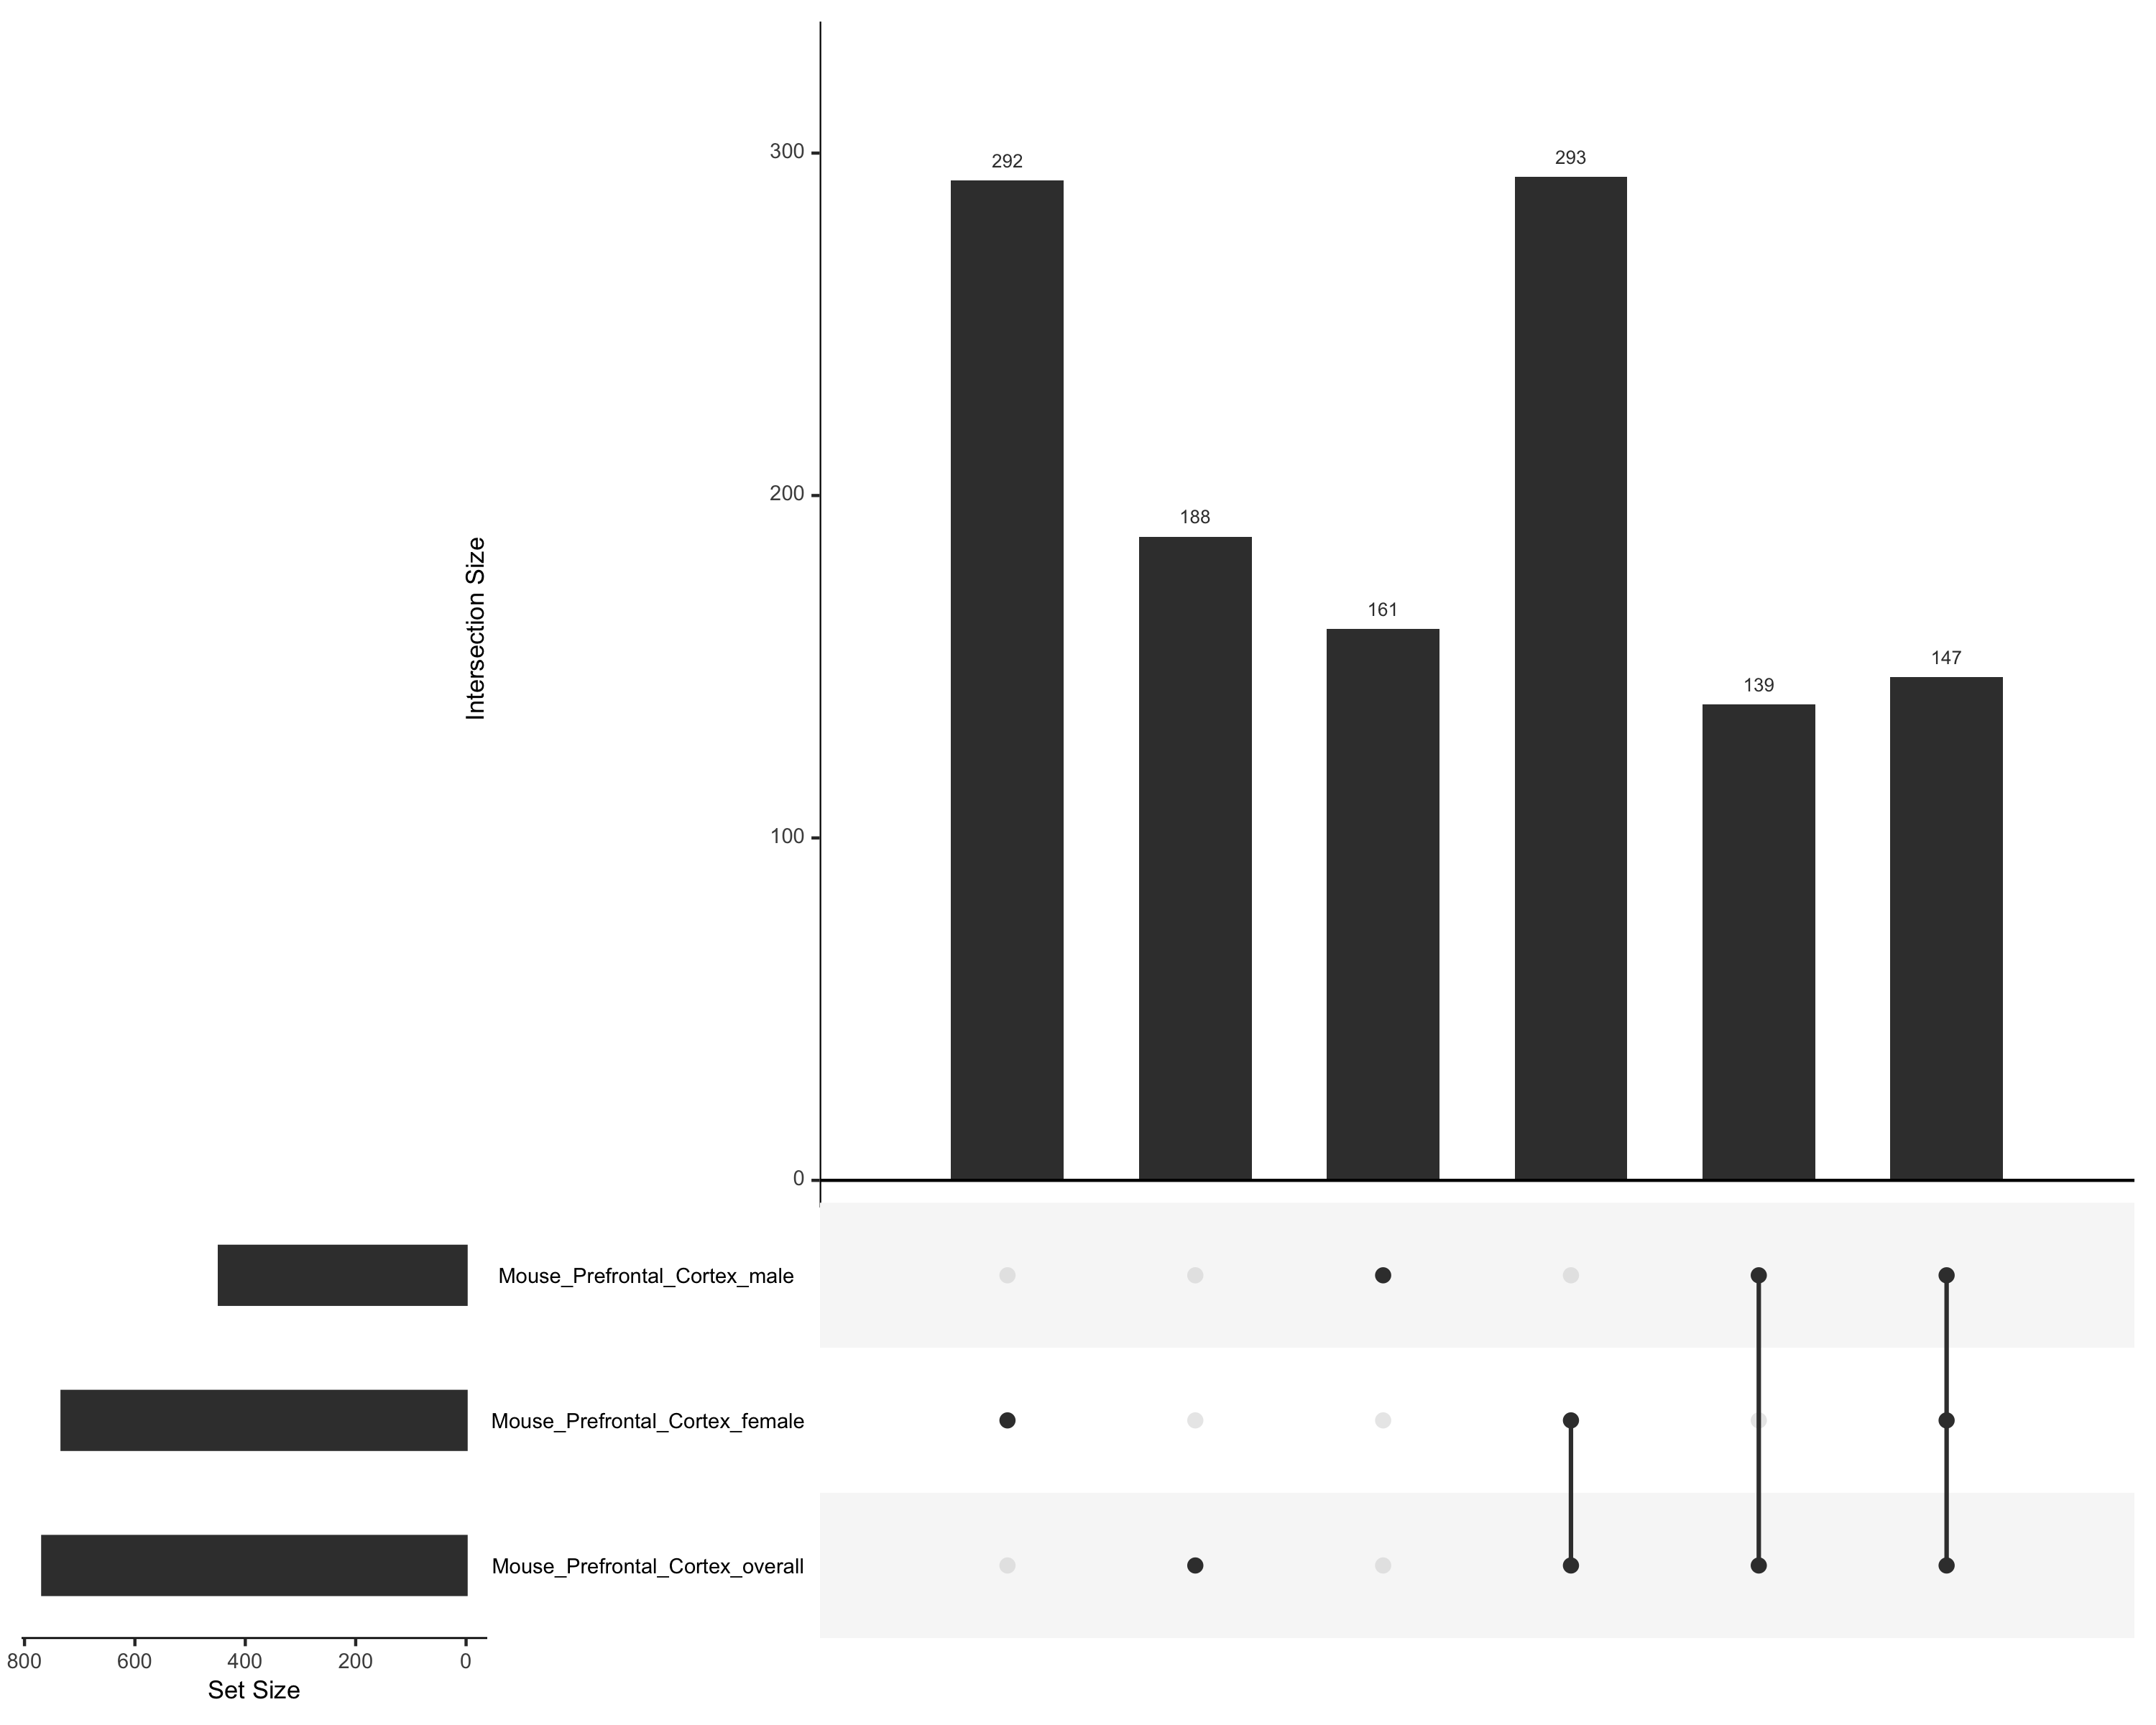 300
292
293
200
188
161
147
139
100
0
Intersection Size
Mouse_Prefrontal_Cortex_male
Mouse_Prefrontal_Cortex_female
Mouse_Prefrontal_Cortex_overall
800 600 400 200 0
Set Size